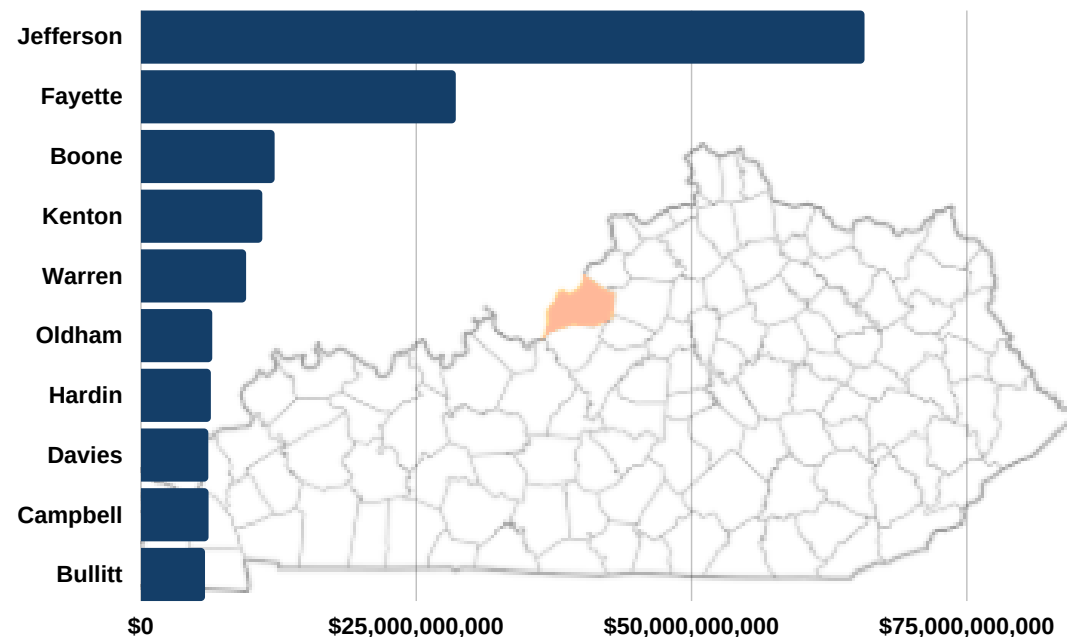 Jefferson
Fayette
Boone
Kenton
Warren
Oldham
Hardin
Davies
Campbell
Bullitt
$0 $25,000,000,000 $50,000,000,000 $75,000,000,000